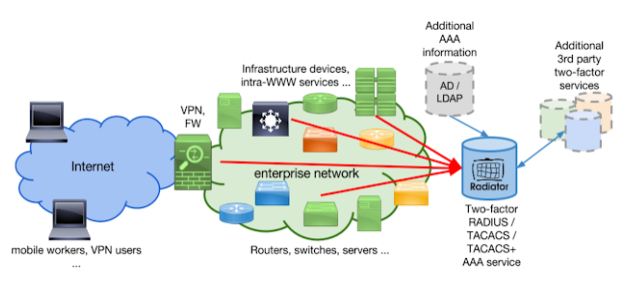 Additional
AAA
information
Additional
3rd party
two-factor
services
Infrastructure devices,
intra-WWW services ...
AD /
LDAP
VPN,
FW
Internet
enterprise network
Radiator
Two-factor
RADIUS /
TACACS /
TACACS+
AAA service
mobile workers, VPN users
...
Routers, switches, servers ...